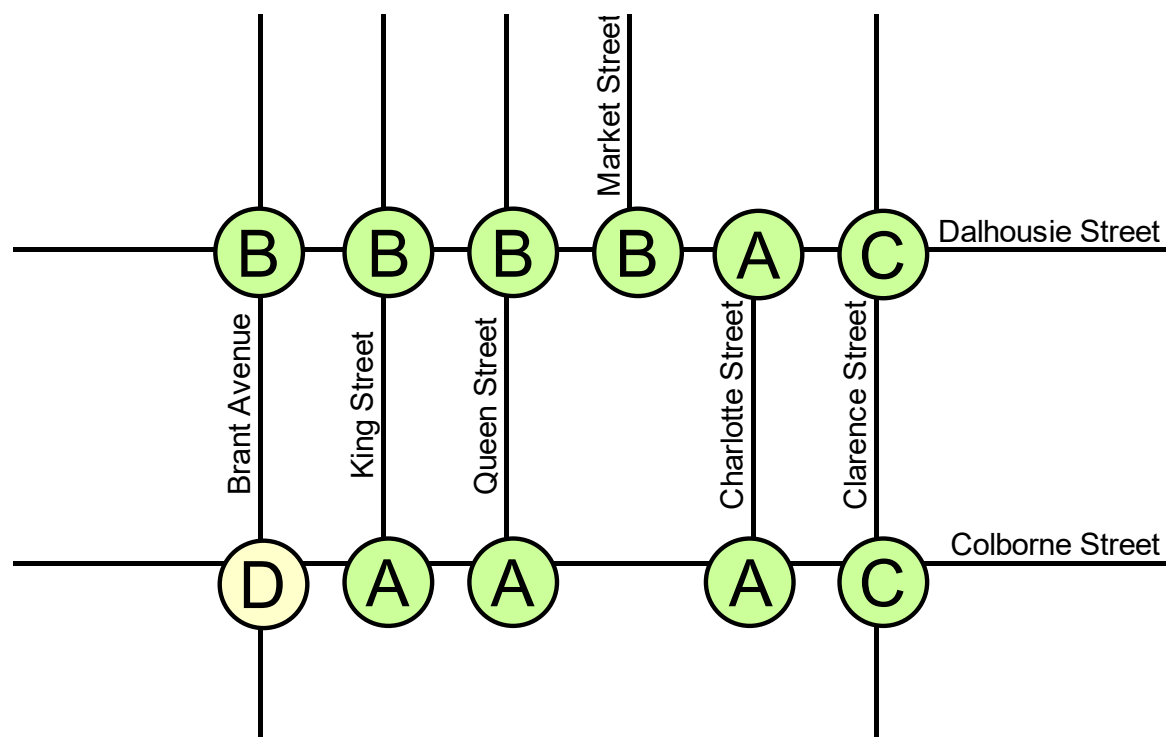 Market Street
Dalhousie Street
B B B B A C
Brant Avenue
King Street
Queen Street
Charlotte Street
Clarence Street
Colborne Street
D A A A C